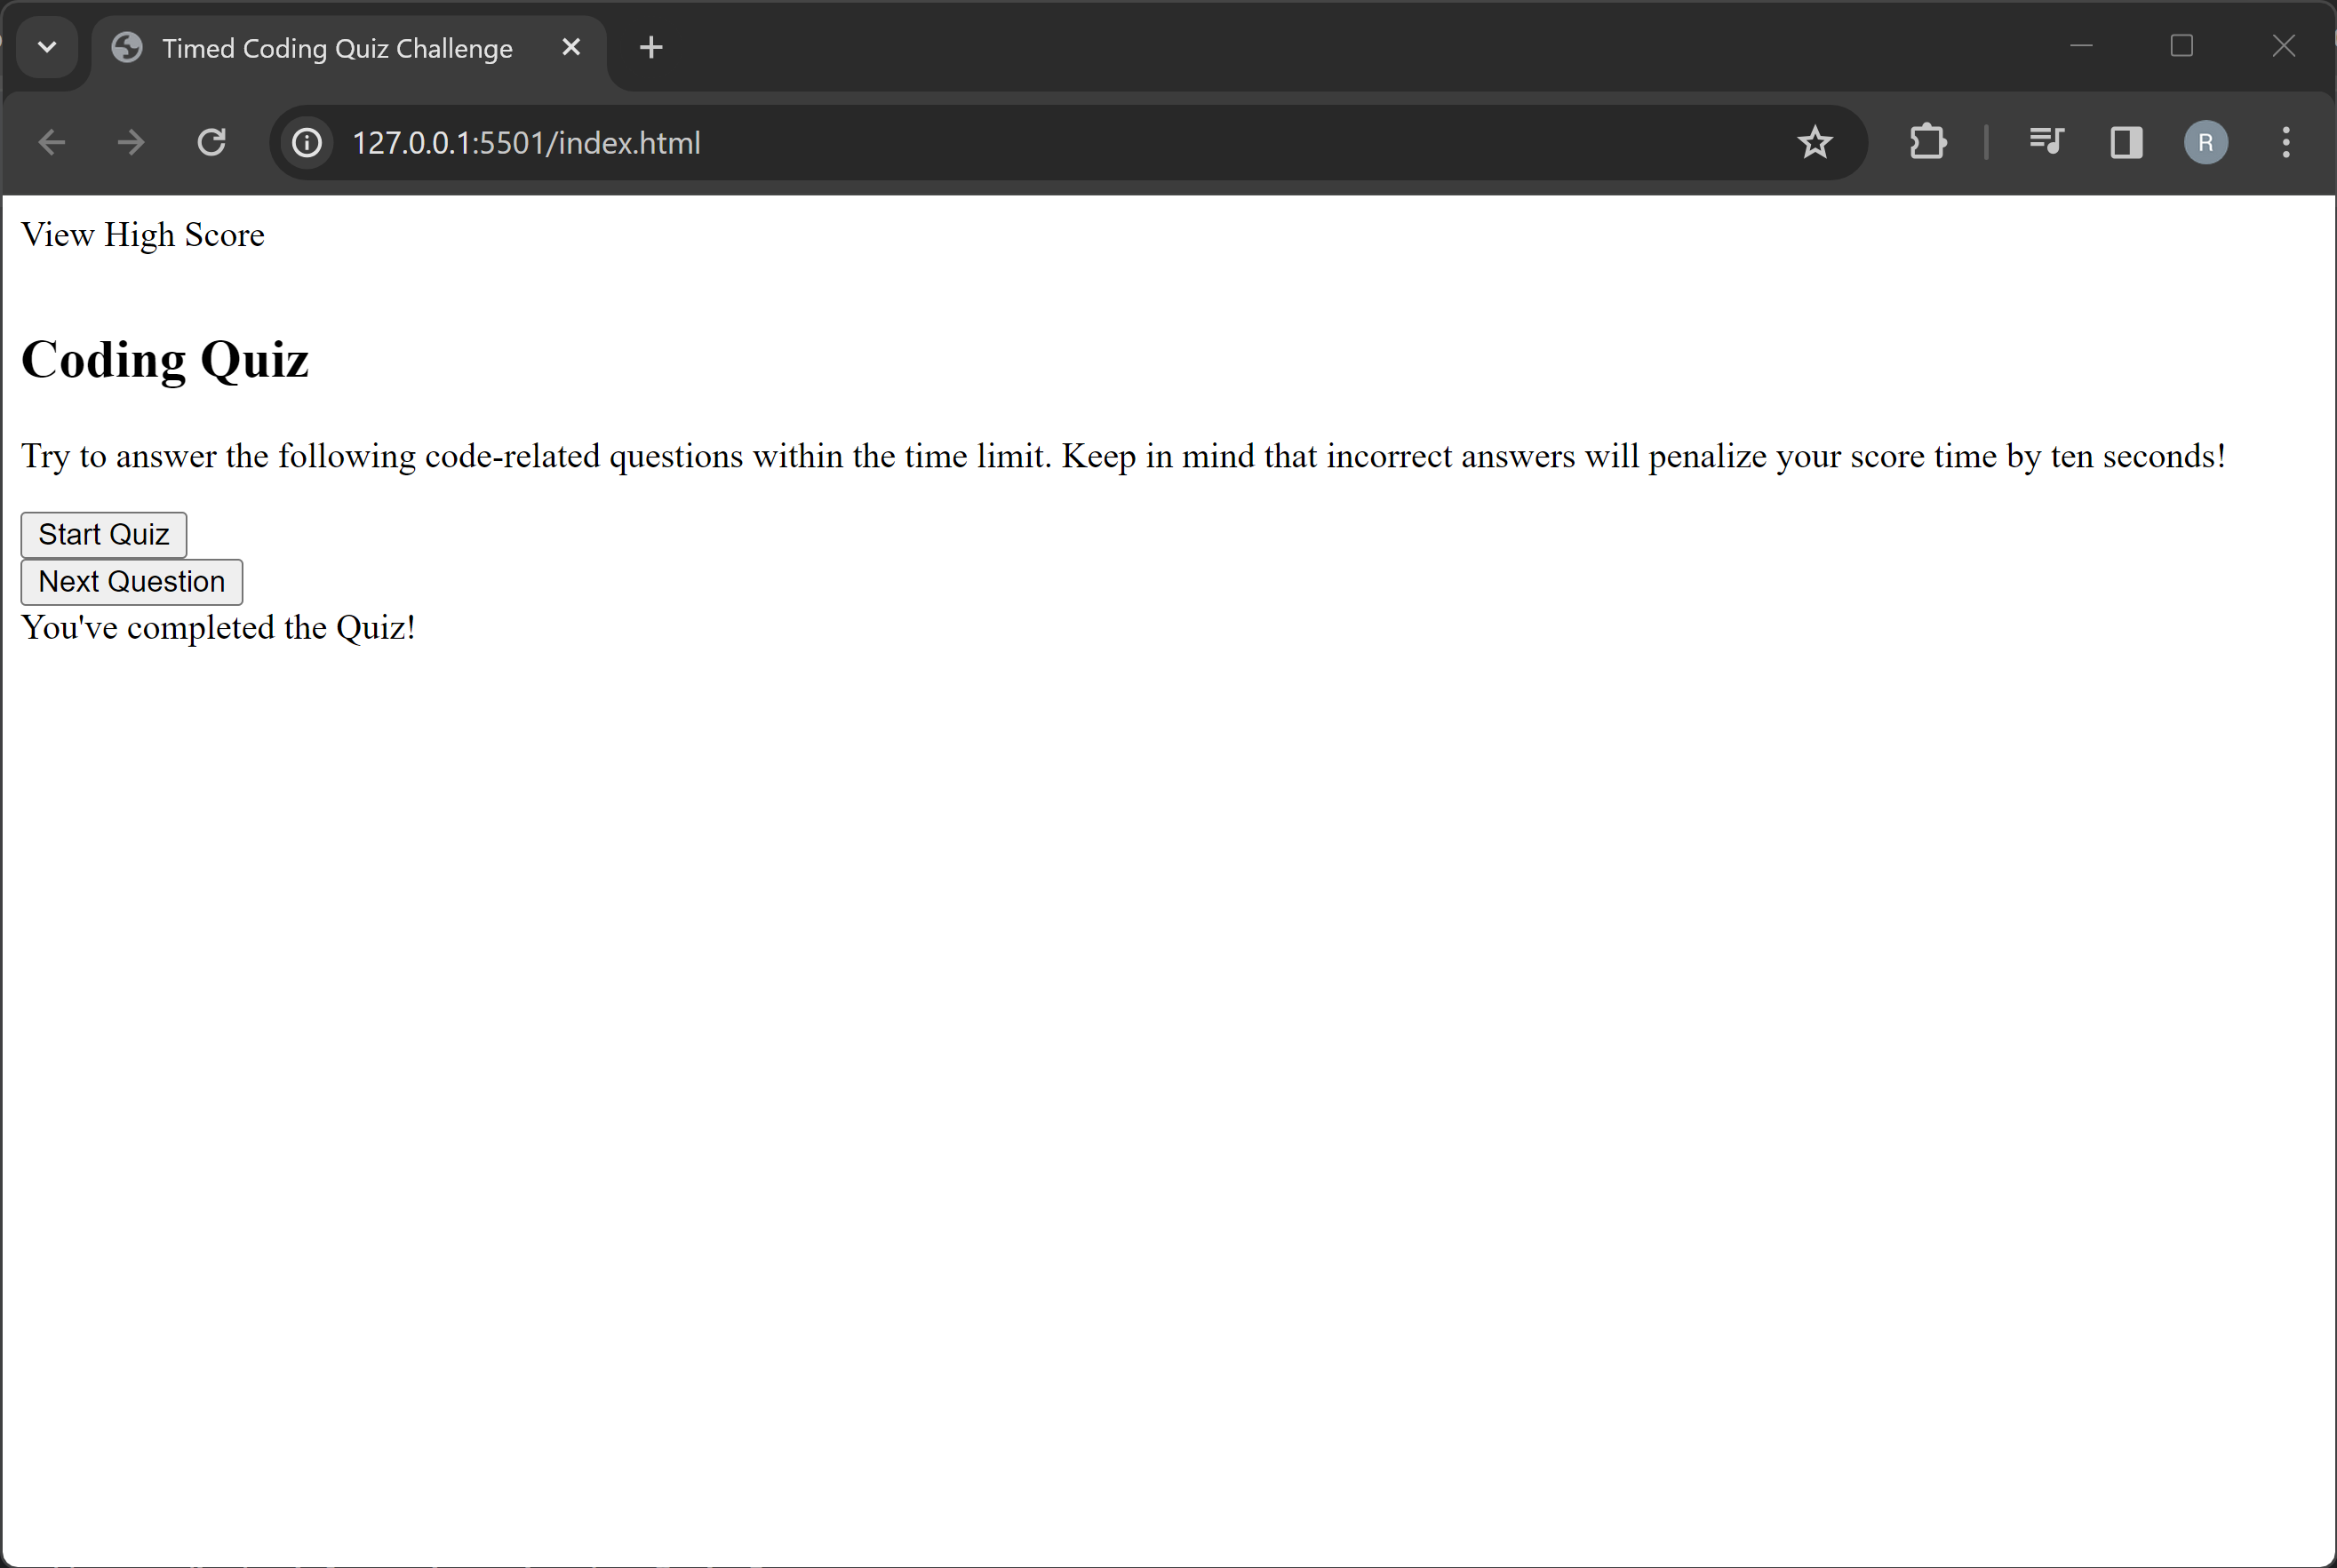 Timed Coding Quiz Challenge
127.0.0.1:5501/index.html
R
View High Score
Coding Quiz
Try to answer the following code-related questions within the time limit. Keep in mind that incorrect answers will penalize your score time by ten seconds!
Start Quiz
Next Question
You've completed the Quiz!